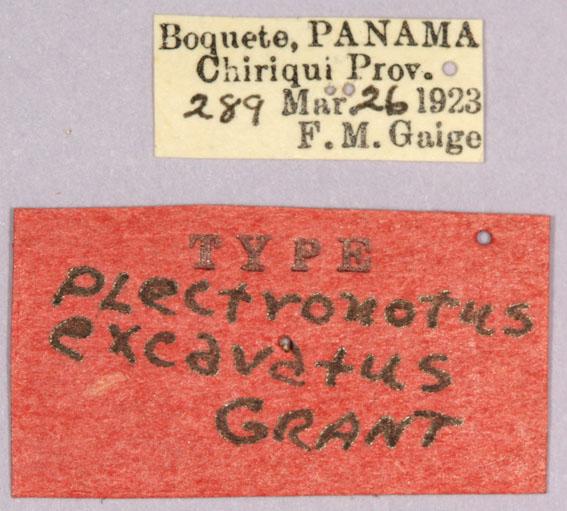 Boquete, PANAMA
Chiriqui Prov.
289 Mar. 26 1923
F. M. Gaige
TYPE
PLectronotus
excavatus
GRANT